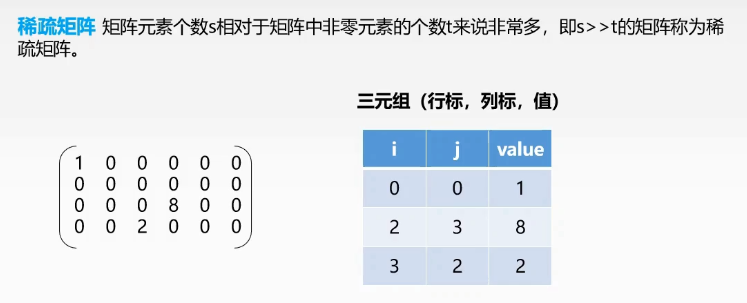 稀疏矩阵 矩阵元素个数s相对于矩阵中非零元素的个数t来说非常多，即s>>t的矩阵称为稀
疏矩阵。
三元组（行标，列标，值）
1 0 0 0 0 0
0 0 0 0 0 0
0 0 0 8 0 0
0 0 2 0 0 0
i j value
0 0 1
2 3 8
3 2 2